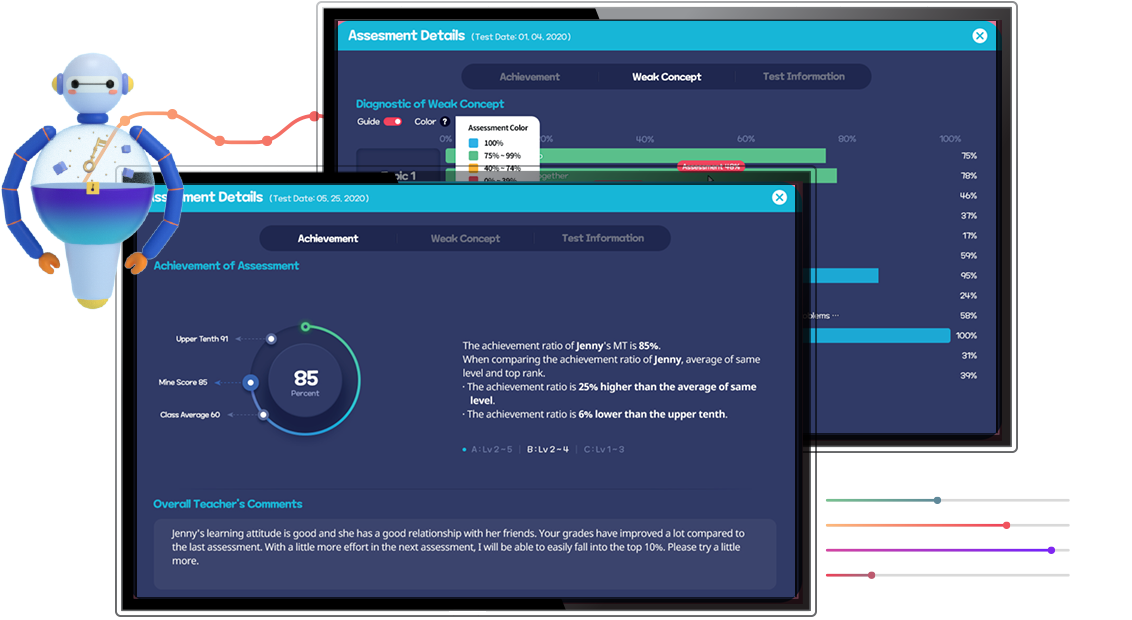 Assesment Details (Test Date: 01, 04, 2020)
Achievement Weak Concept Test Information
Diagnostic of Weak Concept
Guide Color ?
Assessment Color
100%
75% ~ 99%
40% ~ 74%
0% ~ 39%
0% 20% 40% 60% 80% 100%
75%
Assessment 48%
Topic 1 together 78%
46%
37%
17%
59%
95%
24%
58%
100%
31%
39%
Assessment Details (Test Date: 05, 25, 2020)
Achievement Weak Concept Test Information
Achievement of Assessment
Upper Tenth 91
Mine Score 85
Class Average 60
85
Percent
The achievement ratio of Jenny's MT is 85%.
When comparing the achievement ratio of Jenny, average of same
level and top rank.
· The achievement ratio is 25% higher than the average of same
level.
· The achievement ratio is 6% lower than the upper tenth.
A: Lv 2 ~ 5 B: Lv 2 ~ 4 C: Lv 1 ~ 3
Overall Teacher's Comments
Jenny's learning attitude is good and she has a good relationship with her friends. Your grades have improved a lot compared to
the last assessment. With a little more effort in the next assessment, I will be able to easily fall into the top 10%. Please try a little
more.